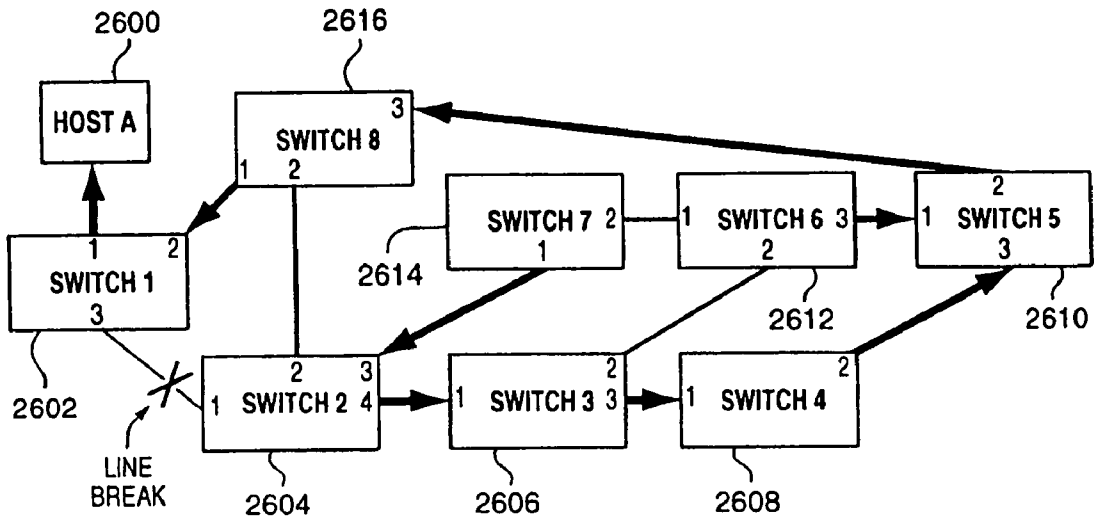 2600
2616
HOST A
3
SWITCH 8
1
2
2
SWITCH 7
2
1
2614
1
SWITCH 6
3
2
2612
1
SWITCH 5
3
2610
1
2
SWITCH 1
3
2602
LINE
BREAK
2
3
1
SWITCH 2
4
2604
2
1
SWITCH 3
3
2606
2
1
SWITCH 4
2608